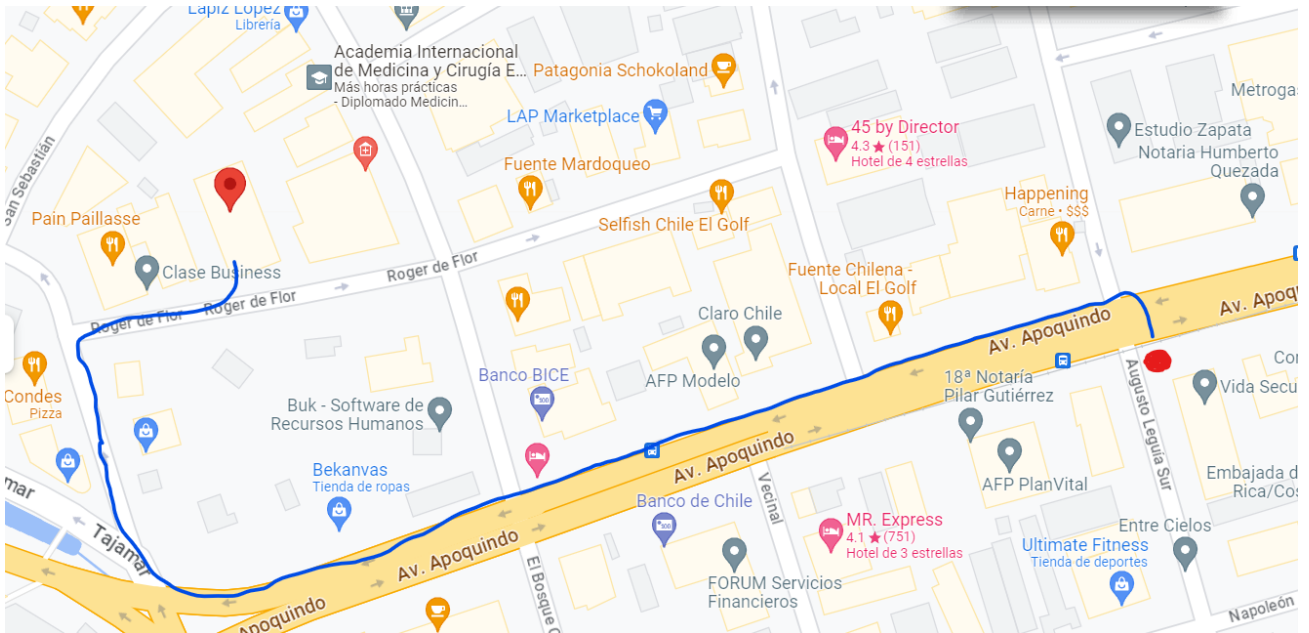 Lapiz López
Librería
Academia Internacional
de Medicina y Cirugía E...
Más horas prácticas
- Diplomado Medicin...
Patagonia Schokoland
LAP Marketplace
45 by Director
4.3 ★ (151)
Hotel de 4 estrellas
Metrogas
Estudio Zapata
Notaria Humberto
Quezada
San Sebastián
Fuente Mardoqueo
Happening
Carne • $$$
Pain Paillasse
Selfish Chile El Golf
Clase Business
Roger de Flor
Roger de Flor
Roger de Flor
Fuente Chilena -
Local El Golf
Av. Apoqu
Claro Chile
Av. Apoquindo
AFP Modelo
Banco BICE
18ª Notaría
Pilar Gutiérrez
Augusto Leguía Sur
Vida Secu
Condes
Pizza
Buk - Software de
Recursos Humanos
Av. Apoquindo
Bekanvas
Tienda de ropas
AFP PlanVital
Embajada d
Rica/Cos
Banco de Chile
Vecinal
MR. Express
4.1 ★ (751)
Hotel de 3 estrellas
Entre Cielos
Ultimate Fitness
Tienda de deportes
mar
Tajamar
Av. Apoquindo
El Bosque
FORUM Servicios
Financieros
Apoquindo
Napoleón